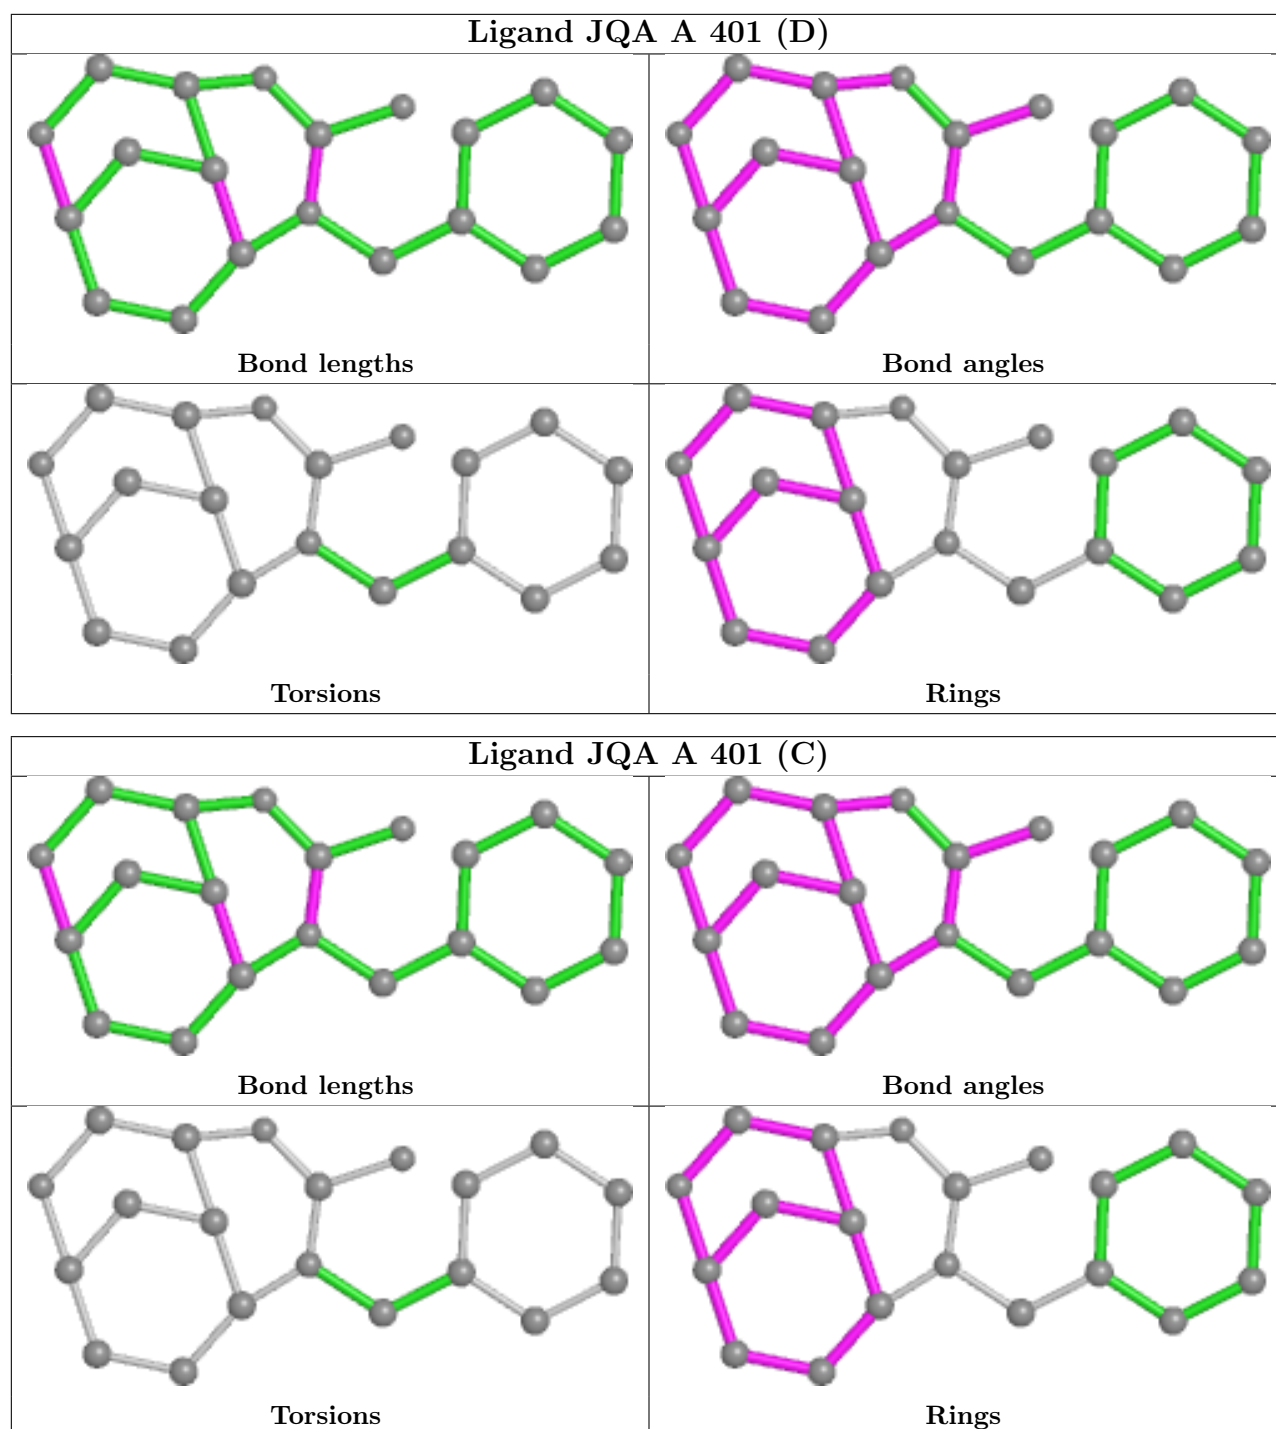 Ligand JQA A 401 (D)
Bond lengths
Bond angles
Torsions
Rings
Ligand JQA A 401 (C)
Bond lengths
Bond angles
Torsions
Rings